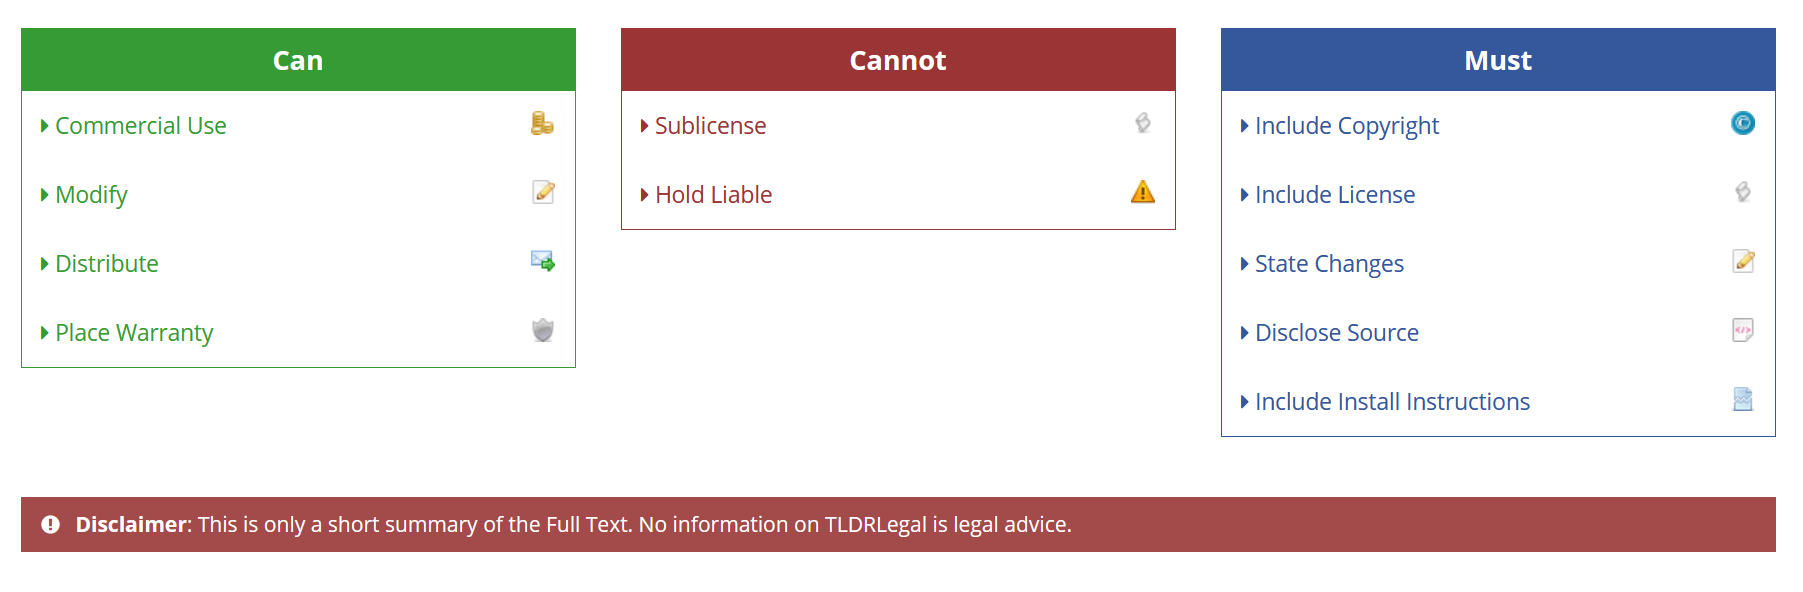 Can
Commercial Use
Modify
Distribute
Place Warranty
Cannot
Sublicense
Hold Liable
Must
Include Copyright
Include License
State Changes
Disclose Source
Include Install Instructions
Disclaimer: This is only a short summary of the Full Text. No information on TLDRLegal is legal advice.